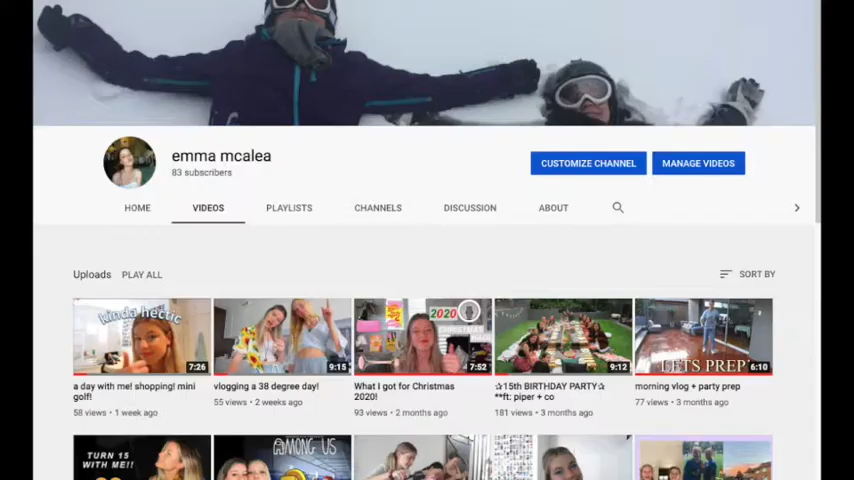 emma mcalea
83 subscribers
CUSTOMIZE CHANNEL
MANAGE VIDEOS
HOME
VIDEOS
PLAYLISTS
CHANNELS
DISCUSSION
ABOUT
Uploads
PLAY ALL
SORT BY
kinda hectic
7:26
9:15
2020!
CHRISTMAS
7:52
9:12
LETS PREP
6:10
a day with me! shopping! mini
golf!
58 views • 1 week ago
vlogging a 38 degree day!
55 views • 2 weeks ago
What I got for Christmas
2020!
93 views • 2 months ago
✰15th BIRTHDAY PARTY✰
**ft: piper + co
181 views • 3 months ago
morning vlog + party prep
77 views • 3 months ago
TURN 15
WITH ME!!
AMONG US